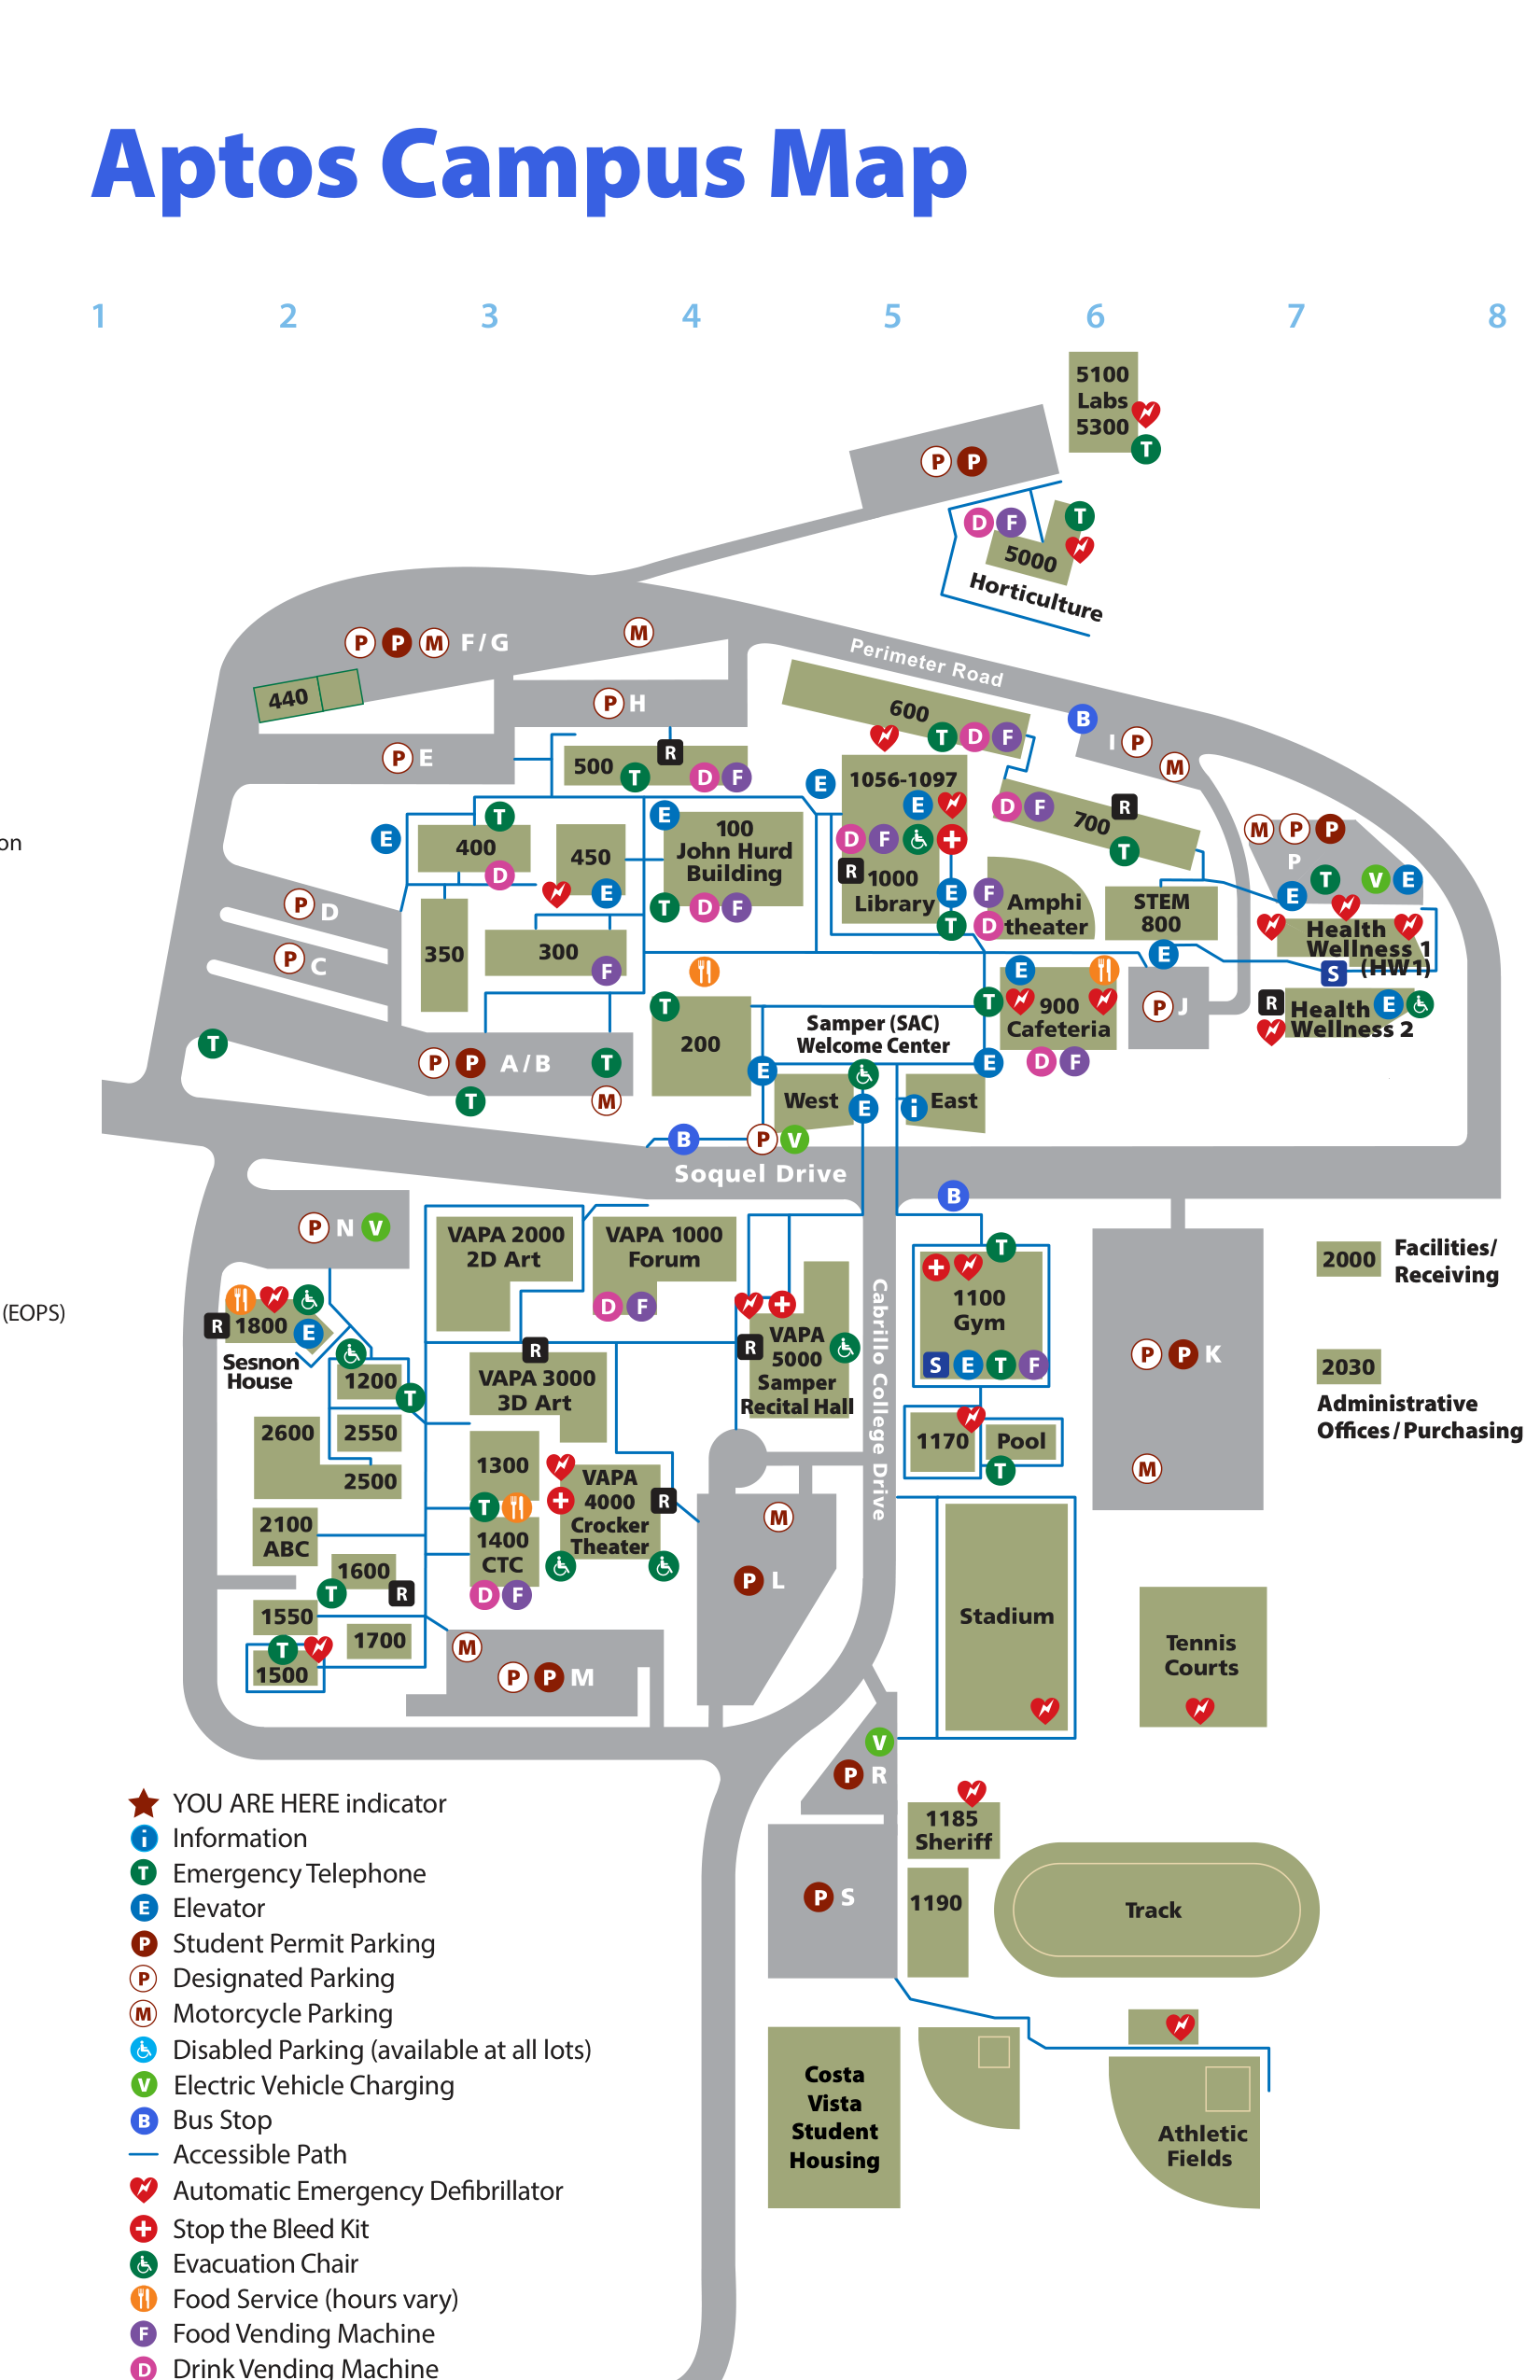 Aptos Campus Map
1 2 3 4 5 6 7 8
5100
Labs
5300
T
P P
D F T
5000
Horticulture
P P M F/G
M
Perimeter Road
440
P H
B
I P
M
600
T D F
P E
R
500
T D F
1056-1097
E E
D F
R
1000
Library
E
T
D F R
700
T
M P P
P
T V E
E
T
E
400
D
450
E
E
100
John Hurd
Building
T D F
F Amphi
D theater
STEM
800
E
Health
Wellness 1
(HW1)
S
on
P D
P C
350
300
F
T
200
Samper (SAC)
Welcome Center
E
T 900
Cafeteria
D F
E
P J
R Health E
Wellness 2
T
P P A/B T
T M
E
West
E
i East
B P V
Soquel Drive
B
P N V
VAPA 2000
2D Art
VAPA 1000
Forum
D F
T
1100
Gym
S E T F
2000 Facilities/
Receiving
(EOPS)
R 1800 E
Sesnon
House
R VAPA
5000
Samper
Recital Hall
Cabrillo College Drive
P P K
M
2030
Administrative
Offices/Purchasing
1200
T
R
VAPA 3000
3D Art
2600 2550
2500
1170 Pool
T
1300
T
1400
CTC
D F
VAPA
4000
Crocker
Theater
R
2100
ABC
1600
T R
1550
T
1500
1700
M
P L
M
P P M
Stadium
Tennis
Courts
V
P R
1185
Sheriff
P S
1190
Track
Costa
Vista
Student
Housing
Athletic
Fields
YOU ARE HERE indicator
i Information
T Emergency Telephone
E Elevator
P Student Permit Parking
P Designated Parking
M Motorcycle Parking
Disabled Parking (available at all lots)
V Electric Vehicle Charging
B Bus Stop
Accessible Path
Automatic Emergency Defibrillator
Stop the Bleed Kit
Evacuation Chair
Food Service (hours vary)
F Food Vending Machine
D Drink Vending Machine